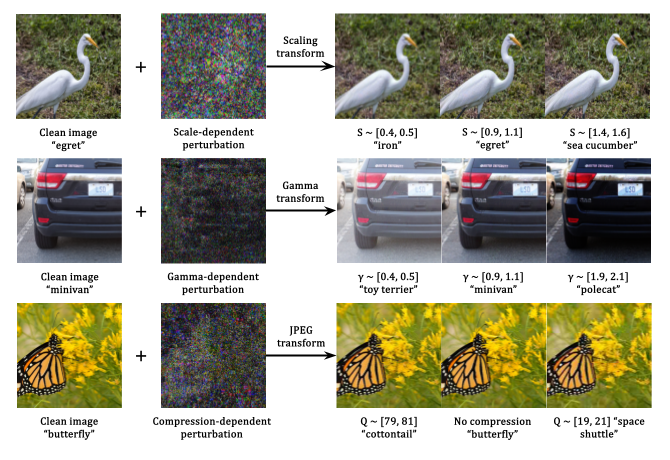 Scaling
transform
Clean image
"egret"
+
Scale-dependent
perturbation
S ~ [0.4, 0.5]
"iron"
S ~ [0.9, 1.1]
"egret"
S ~ [1.4, 1.6]
"sea cucumber"
Gamma
transform
+
Clean image
"minivan"
Gamma-dependent
perturbation
γ ~ [0.4, 0.5]
"toy terrier"
γ ~ [0.9, 1.1]
"minivan"
γ ~ [1.9, 2.1]
"polecat"
JPEG
transform
+
Clean image
"butterfly"
Compression-dependent
perturbation
Q ~ [79, 81]
"cottontail"
No compression
"butterfly"
Q ~ [19, 21] "space
shuttle"